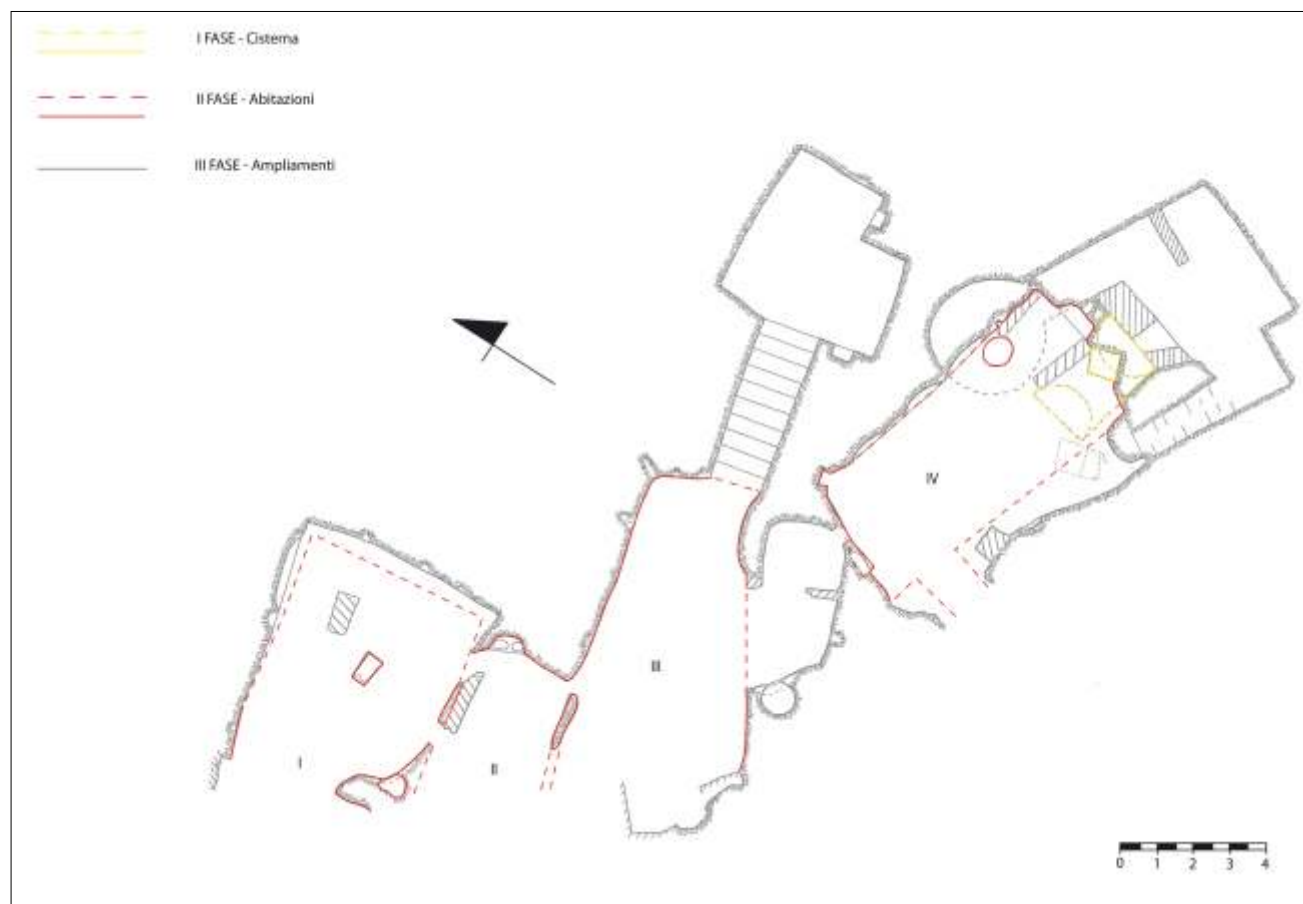 I FASE - Cisterna
II FASE - Abitazioni
III FASE - Ampliamenti
IV
III
I
II
0 1 2 3 4